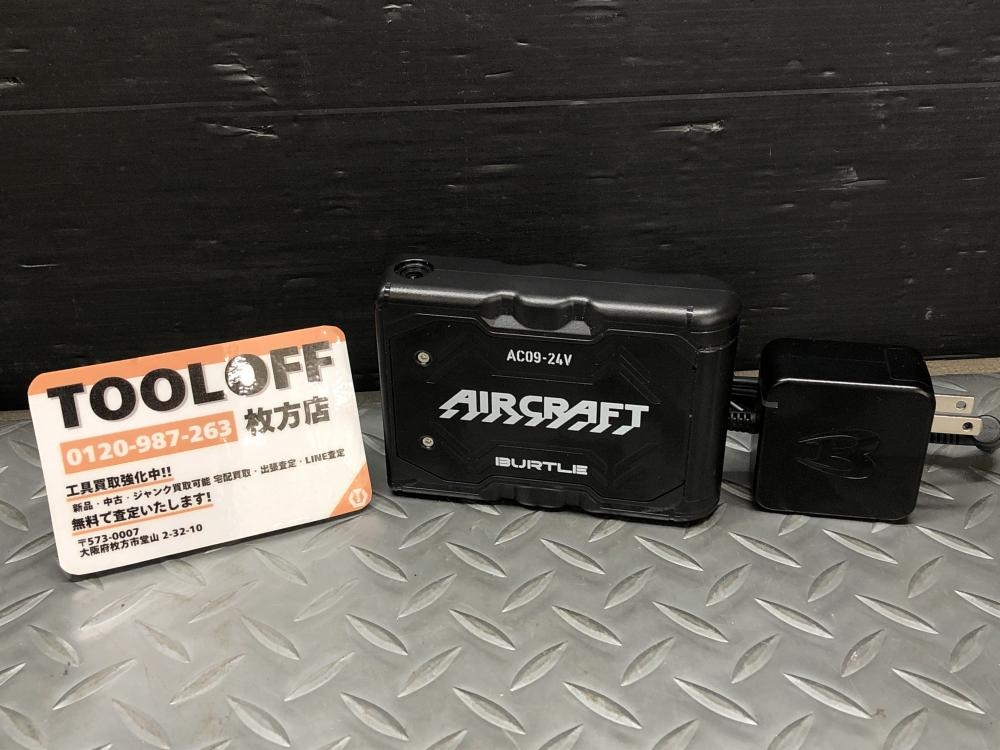 TOOLOFF
0120-987-263 枚方店
工具買取強化中!!
新品・中古・ジャンク買取可能 宅配買取・出張査定・LINE査定
無料で査定いたします!
〒573-0007
大阪府枚方市堂山 2-32-10
AC09-24V
AIRCRAFT
BURTLE